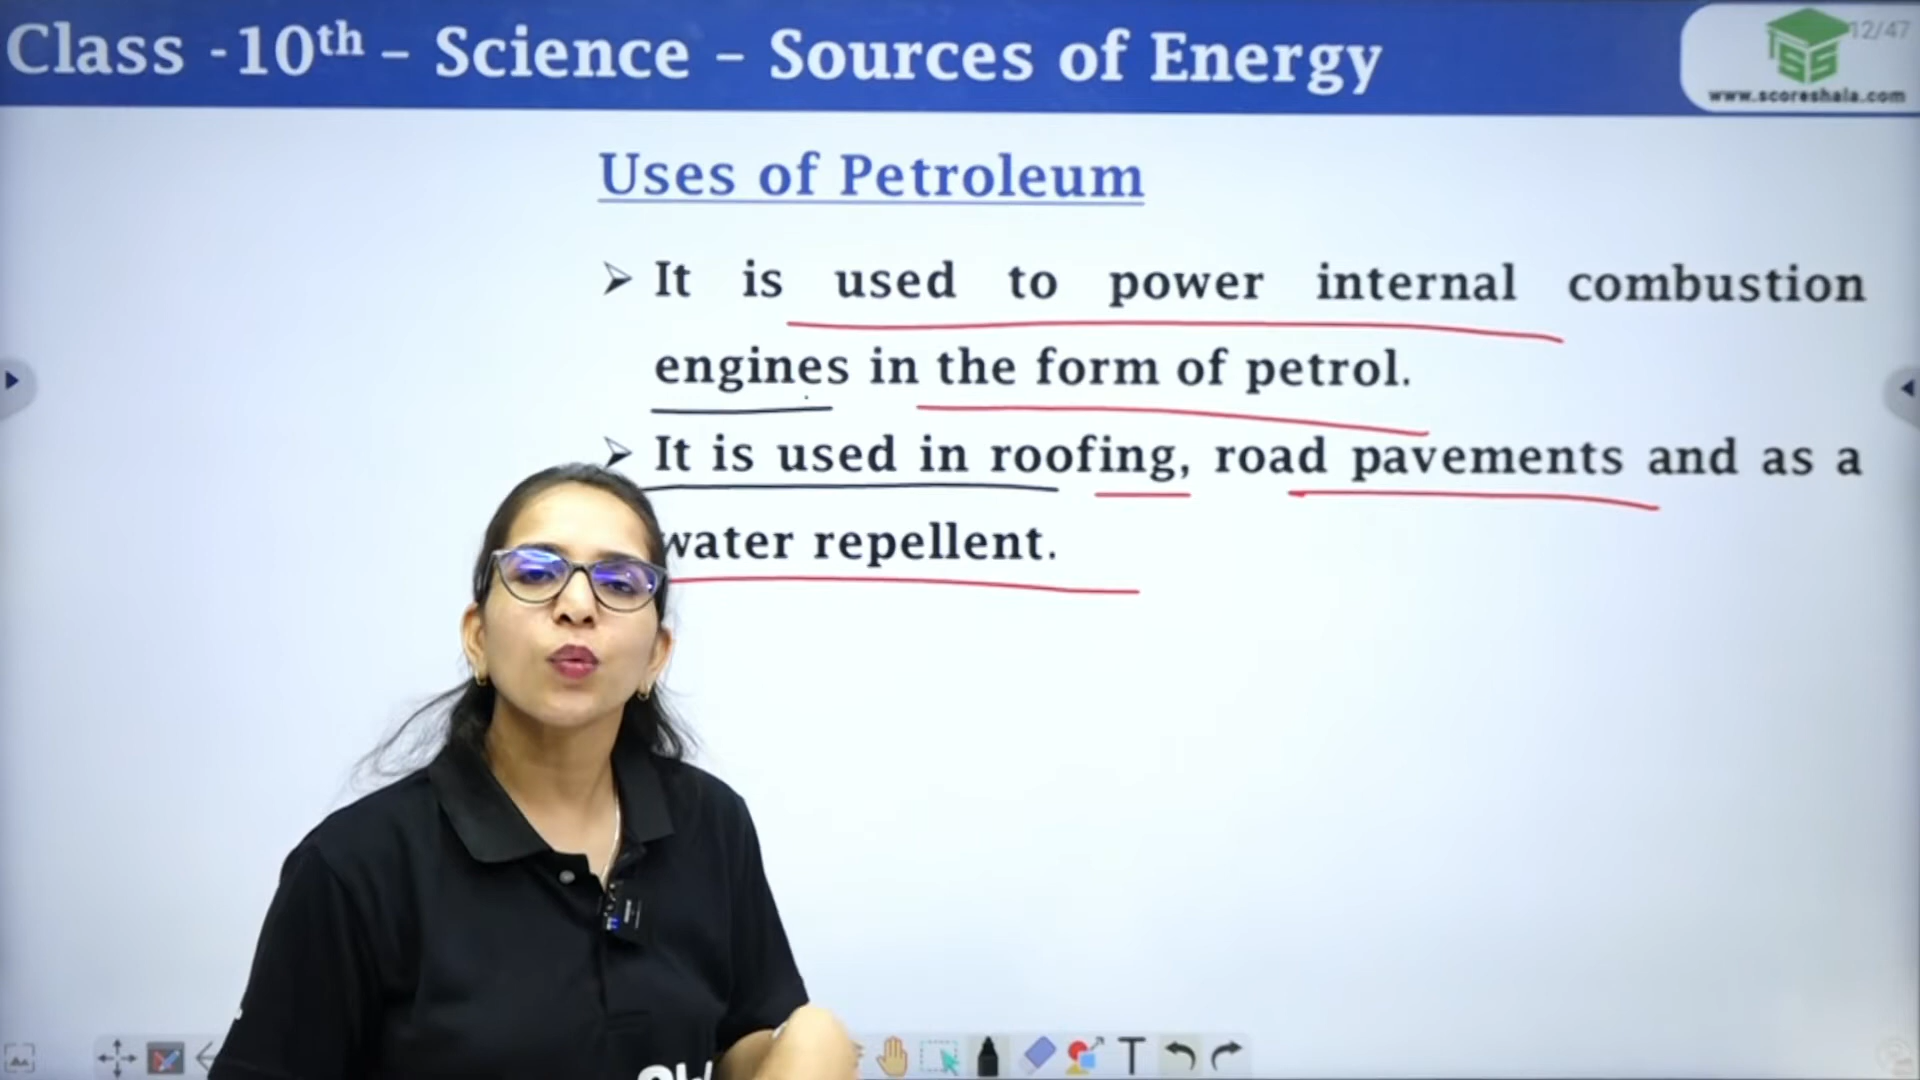 Class -10th – Science – Sources of Energy
12/47
SS
www.scoreshala.com
Uses of Petroleum
➢ It is used to power internal combustion
engines in the form of petrol.
➢ It is used in roofing, road pavements and as a
water repellent.
T